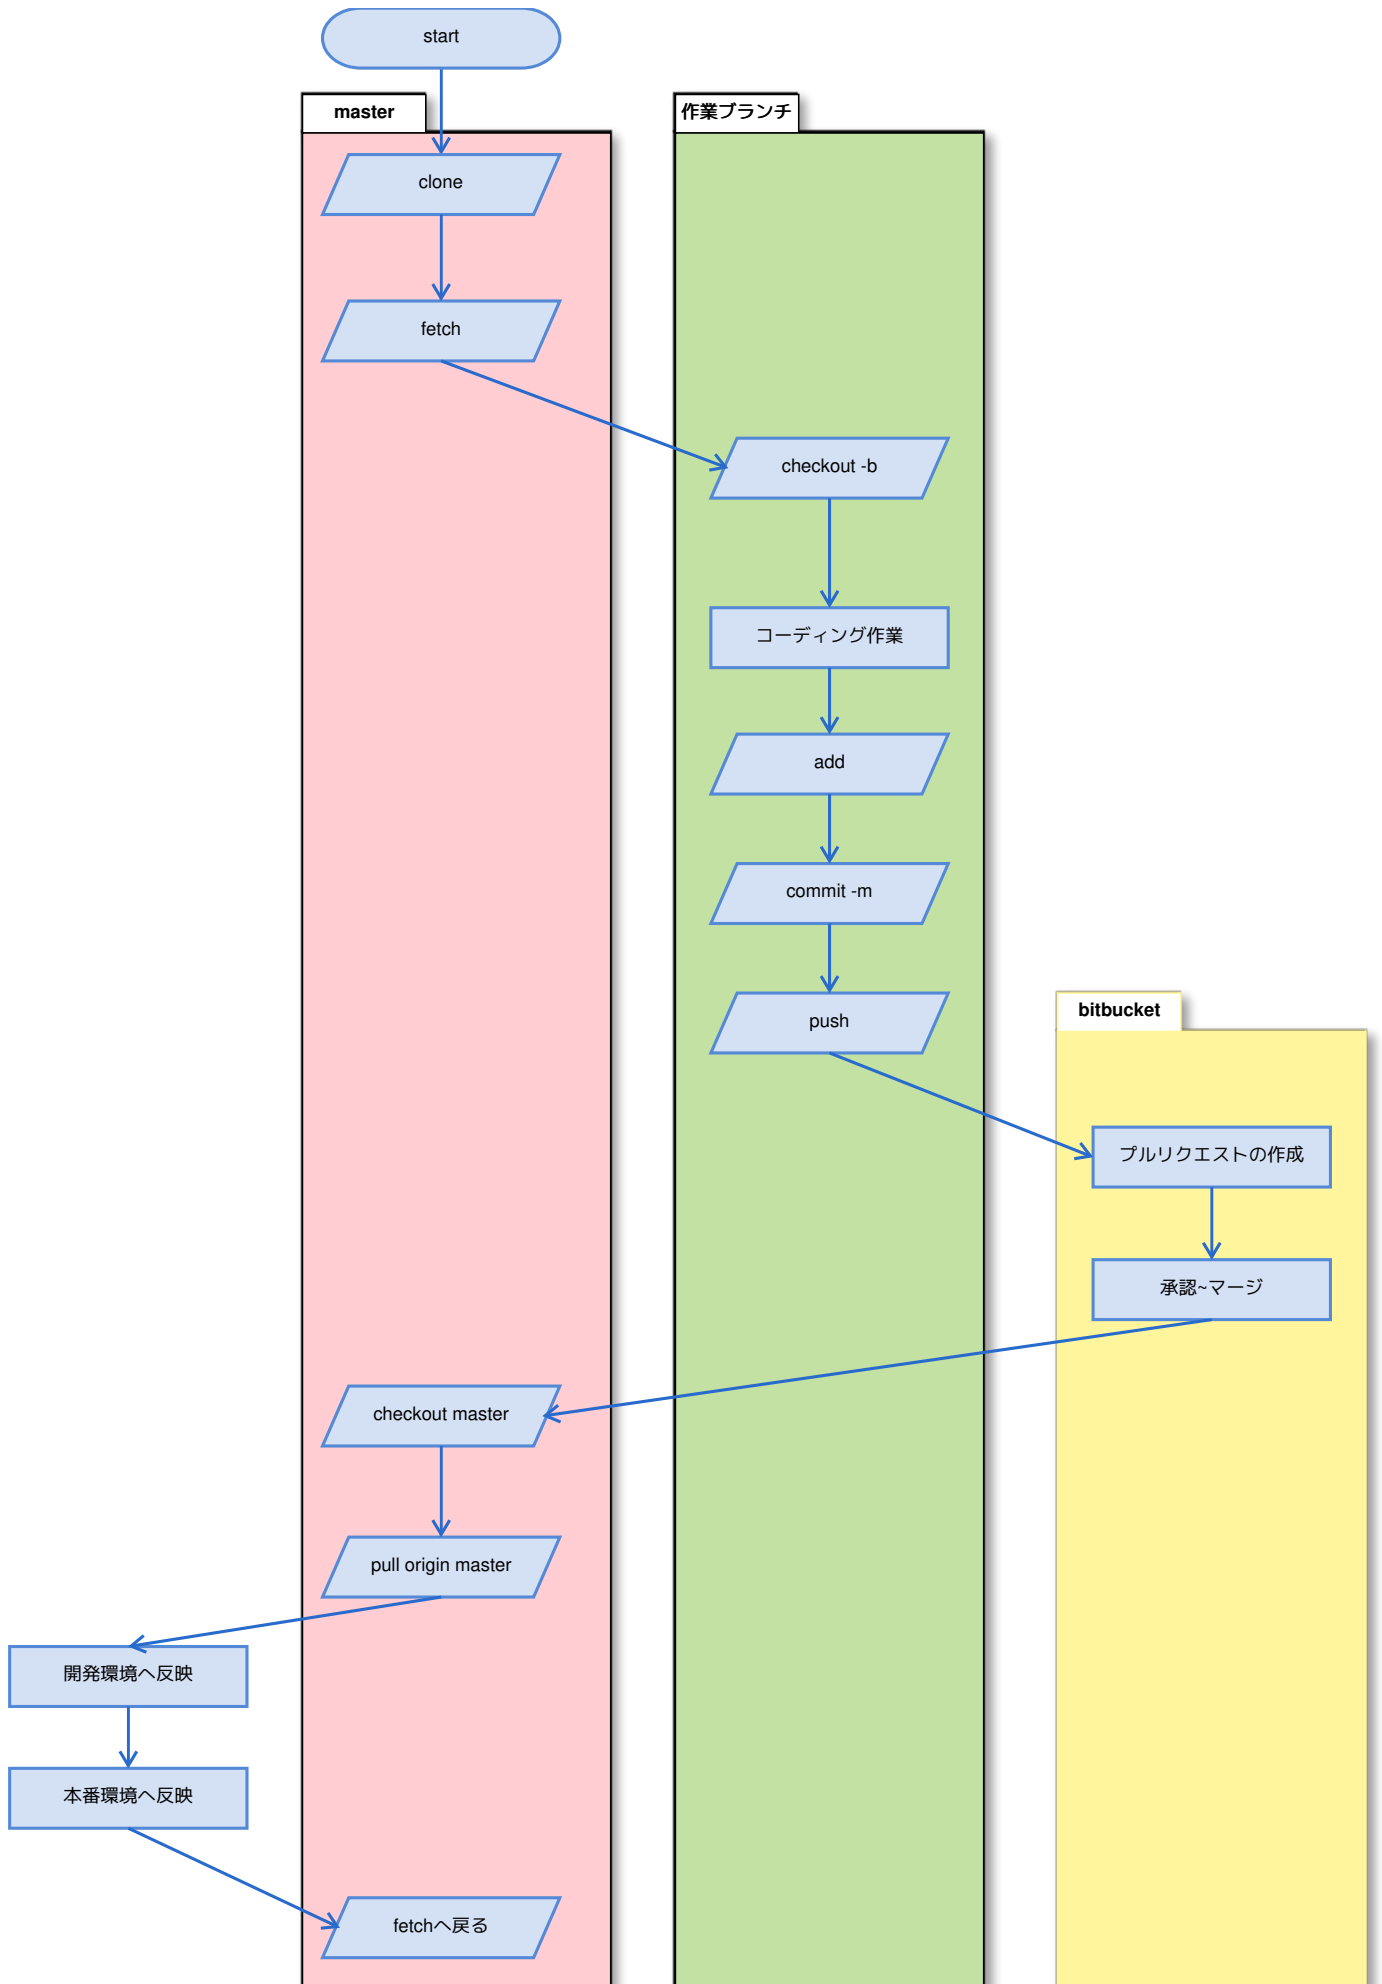 start
master
作業ブランチ
clone
fetch
checkout -b
コーディング作業
add
commit -m
push
bitbucket
プルリクエストの作成
承認~マージ
checkout master
pull origin master
開発環境へ反映
本番環境へ反映
fetchへ戻る